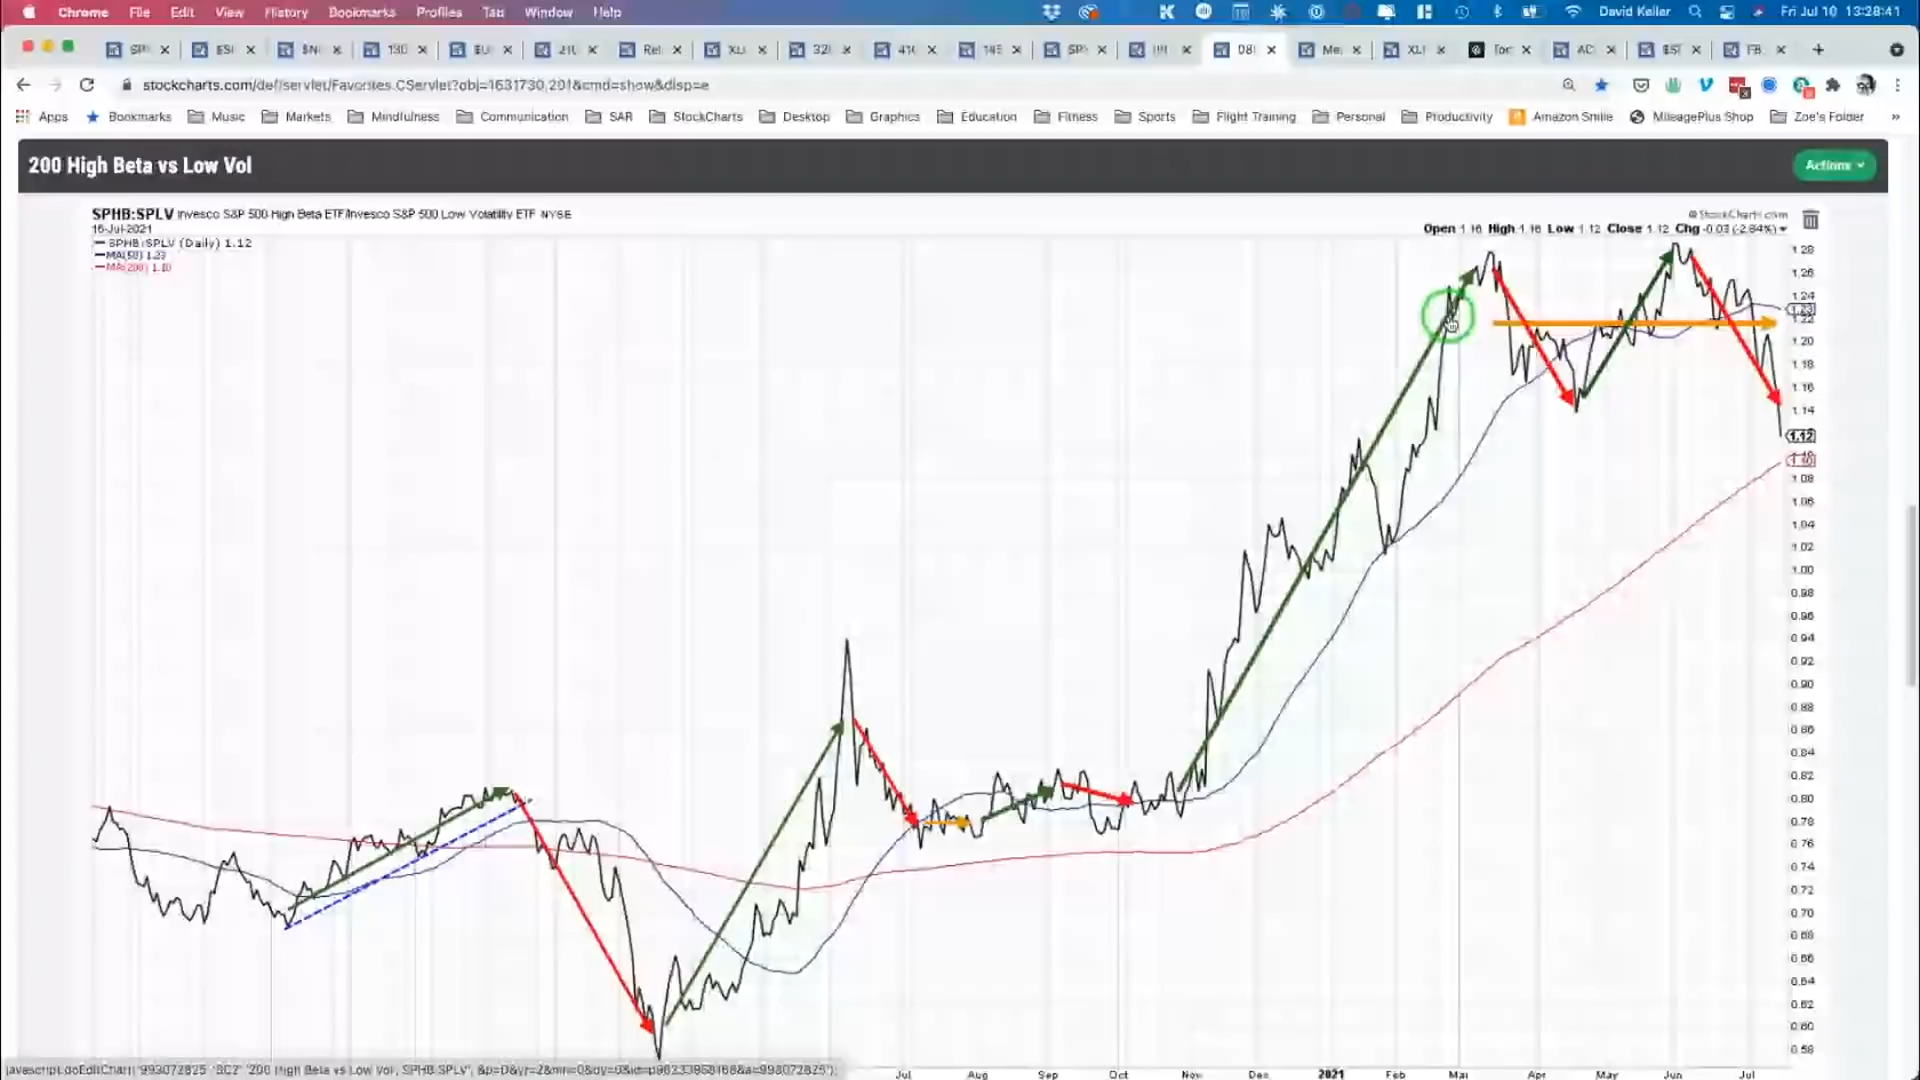 Chrome File Edit View History Bookmarks Profiles Tab Window Help David Keller Fri Jul 16 13:28:41
stockcharts.com/def/servlet/Favorites.CServlet?obj=1631730,201&cmd=show&disp=e
Apps Bookmarks Music Markets Mindfulness Communication SAR StockCharts Desktop Graphics Education Fitness Sports Flight Training Personal Productivity Amazon Smile MileagePlus Shop Zoe's Folder »
200 High Beta vs Low Vol
Actions
SPHB:SPLV Invesco S&P 500 High Beta ETF/Invesco S&P 500 Low Volatility ETF NYSE
© StockCharts.com
16-Jul-2021
Open 1.16 High 1.16 Low 1.12 Close 1.12 Chg -0.03 (-2.84%)
SPHB:SPLV (Daily) 1.12
MA(50) 1.23
MA(200) 1.10
1.28
1.26
1.24
1.23
1.22
1.20
1.18
1.16
1.14
1.12
1.10
1.08
1.06
1.04
1.02
1.00
0.98
0.96
0.94
0.92
0.90
0.88
0.86
0.84
0.82
0.80
0.78
0.76
0.74
0.72
0.70
0.68
0.66
0.64
0.62
0.60
0.58
Jul Aug Sep Oct Nov Dec 2021 Feb Mar Apr May Jun Jul